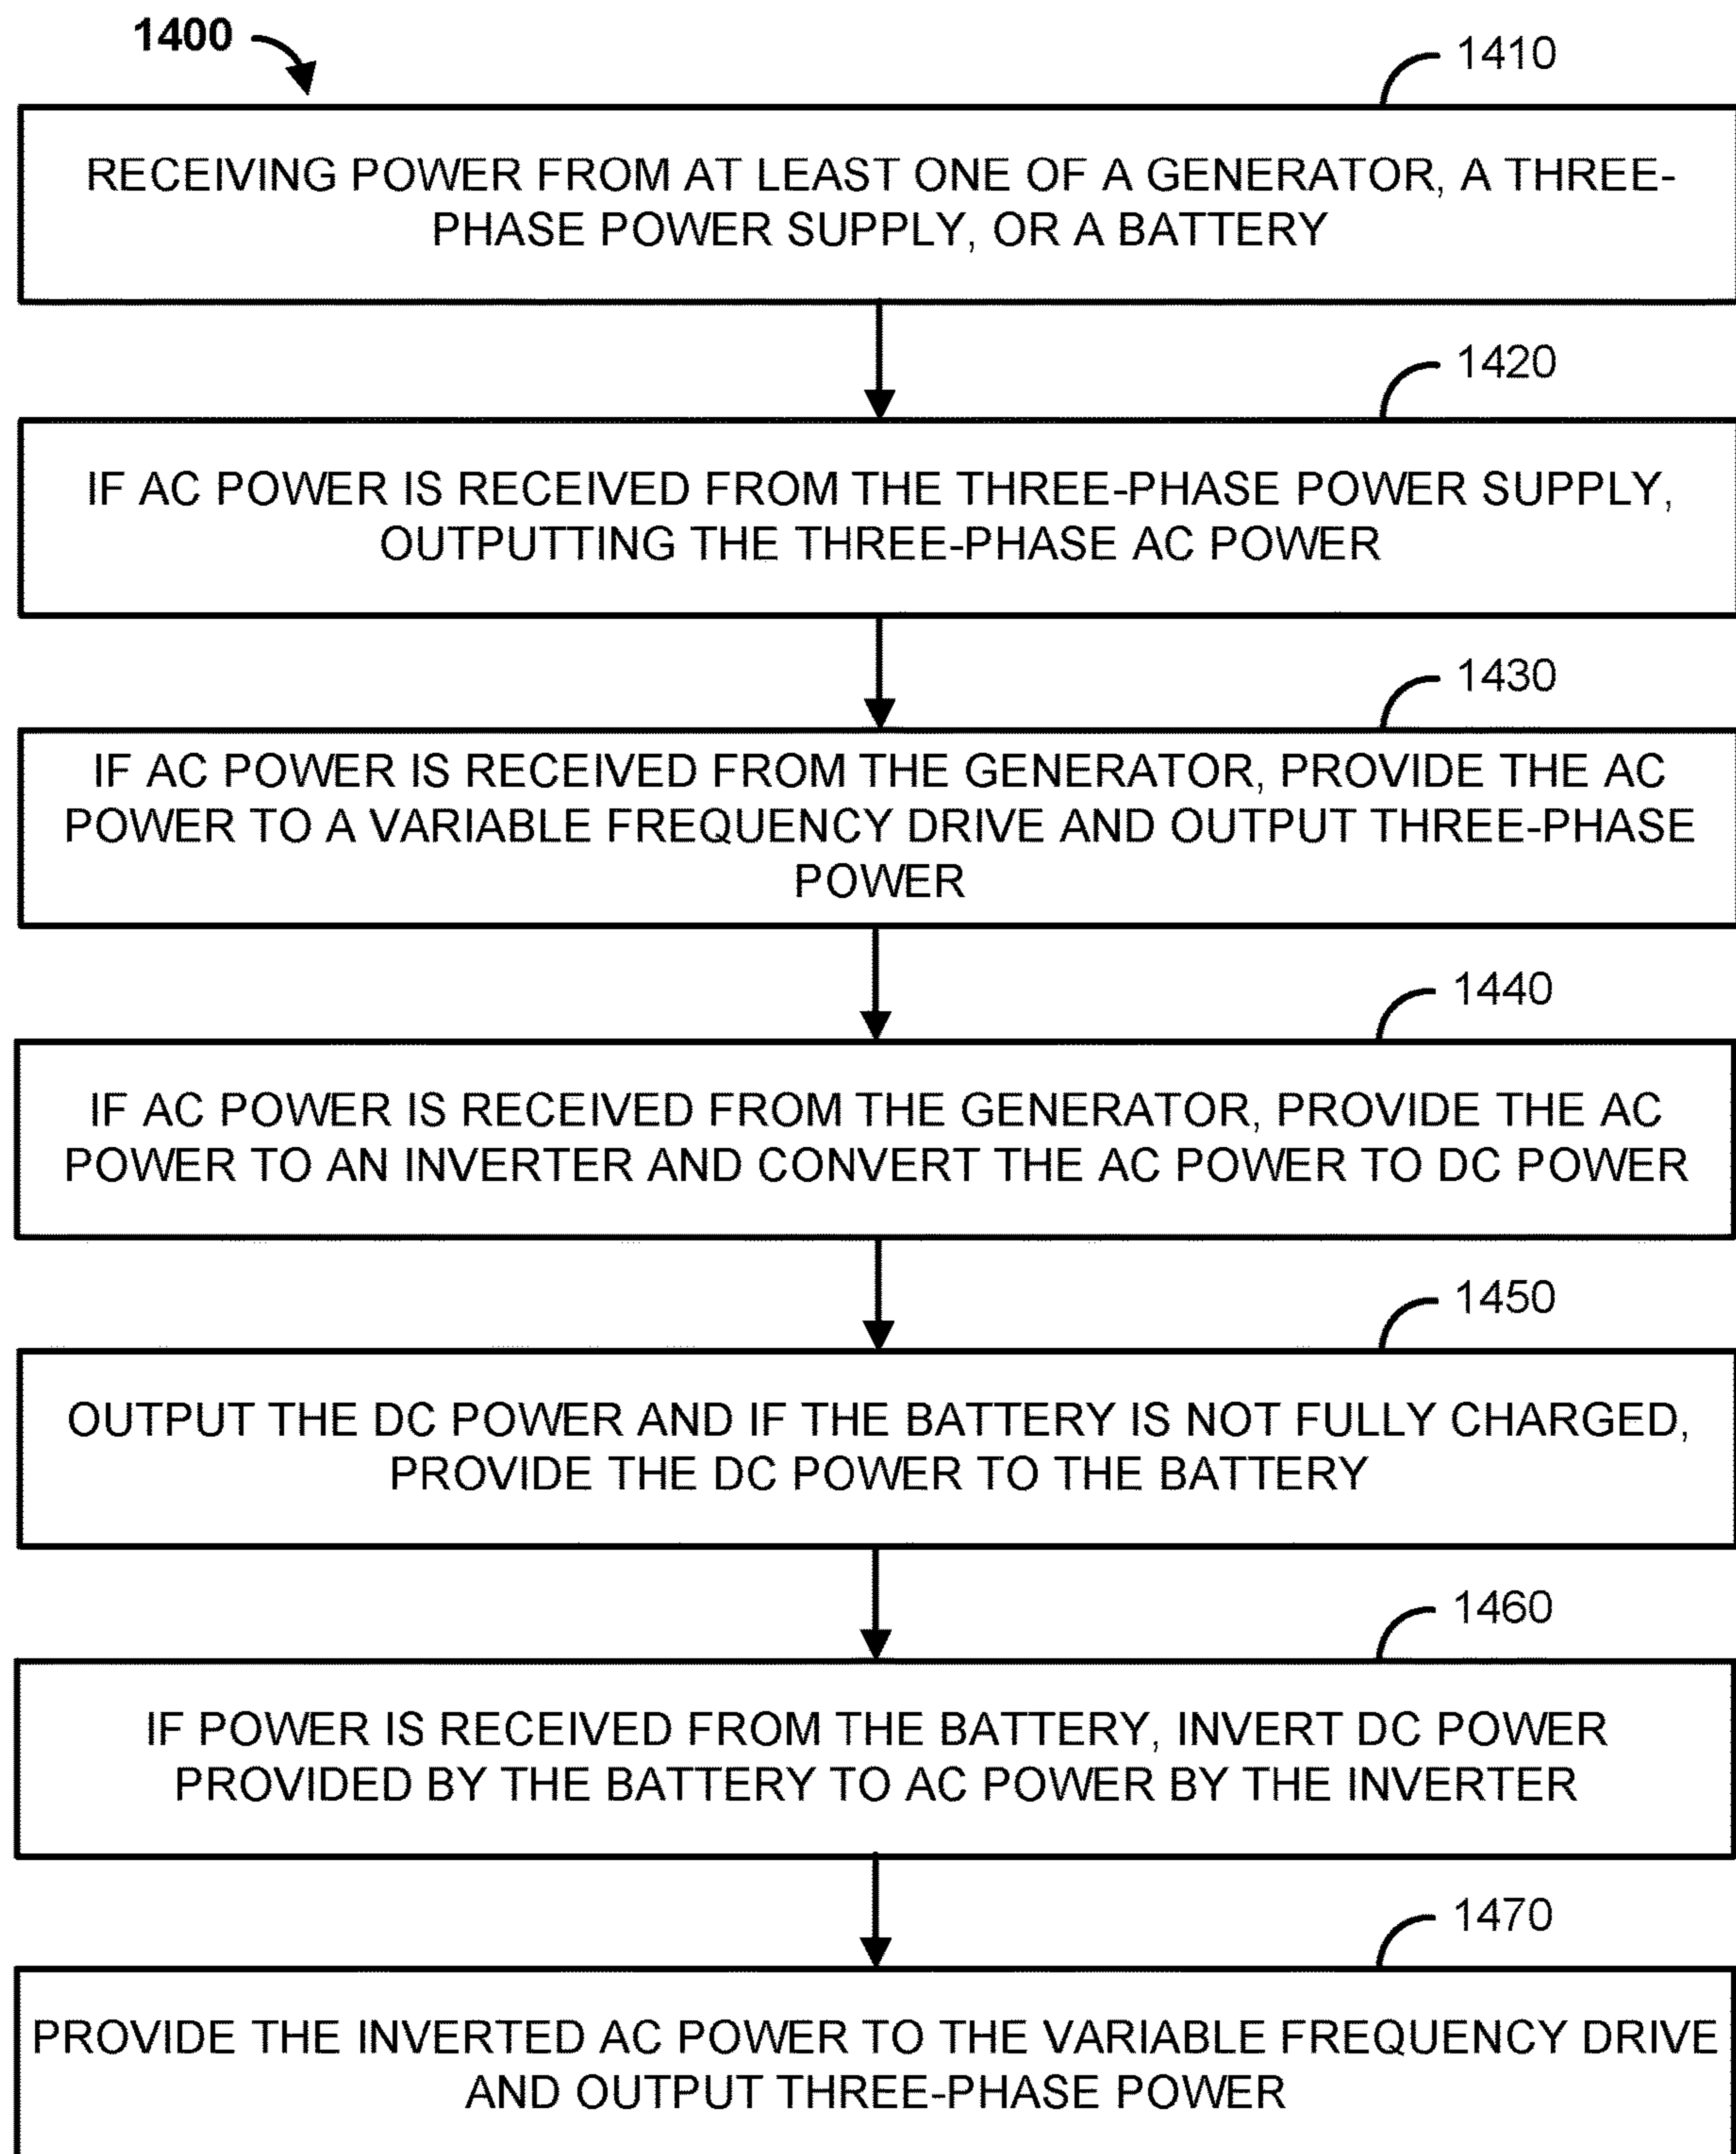 1400
1410
RECEIVING POWER FROM AT LEAST ONE OF A GENERATOR, A THREE-
PHASE POWER SUPPLY, OR A BATTERY
1420
IF AC POWER IS RECEIVED FROM THE THREE-PHASE POWER SUPPLY,
OUTPUTTING THE THREE-PHASE AC POWER
1430
IF AC POWER IS RECEIVED FROM THE GENERATOR, PROVIDE THE AC
POWER TO A VARIABLE FREQUENCY DRIVE AND OUTPUT THREE-PHASE
POWER
1440
IF AC POWER IS RECEIVED FROM THE GENERATOR, PROVIDE THE AC
POWER TO AN INVERTER AND CONVERT THE AC POWER TO DC POWER
1450
OUTPUT THE DC POWER AND IF THE BATTERY IS NOT FULLY CHARGED,
PROVIDE THE DC POWER TO THE BATTERY
1460
IF POWER IS RECEIVED FROM THE BATTERY, INVERT DC POWER
PROVIDED BY THE BATTERY TO AC POWER BY THE INVERTER
1470
PROVIDE THE INVERTED AC POWER TO THE VARIABLE FREQUENCY DRIVE
AND OUTPUT THREE-PHASE POWER